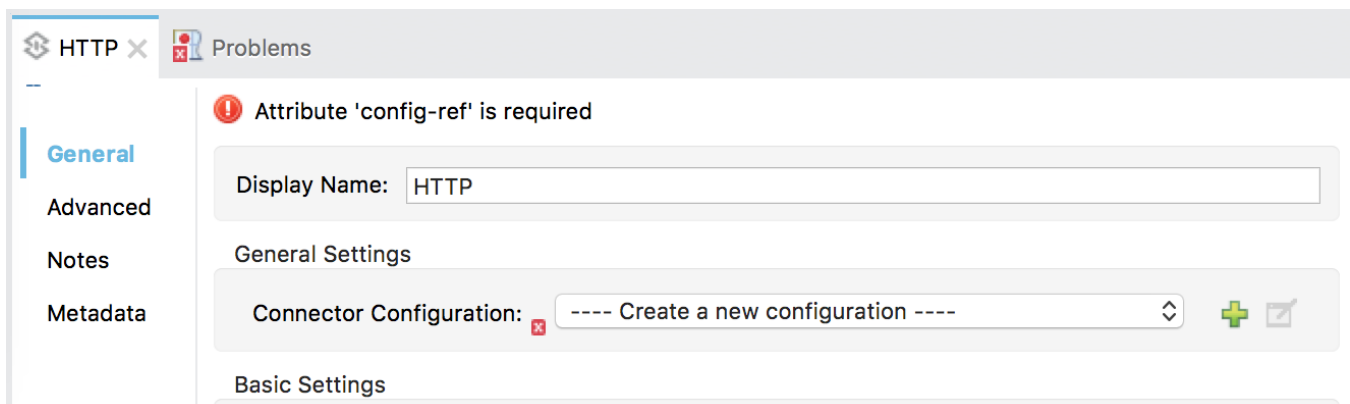 HTTP Problems
Attribute 'config-ref' is required
General
Display Name: HTTP
Advanced
General Settings
Notes
Connector Configuration: ---- Create a new configuration ----
Metadata
Basic Settings